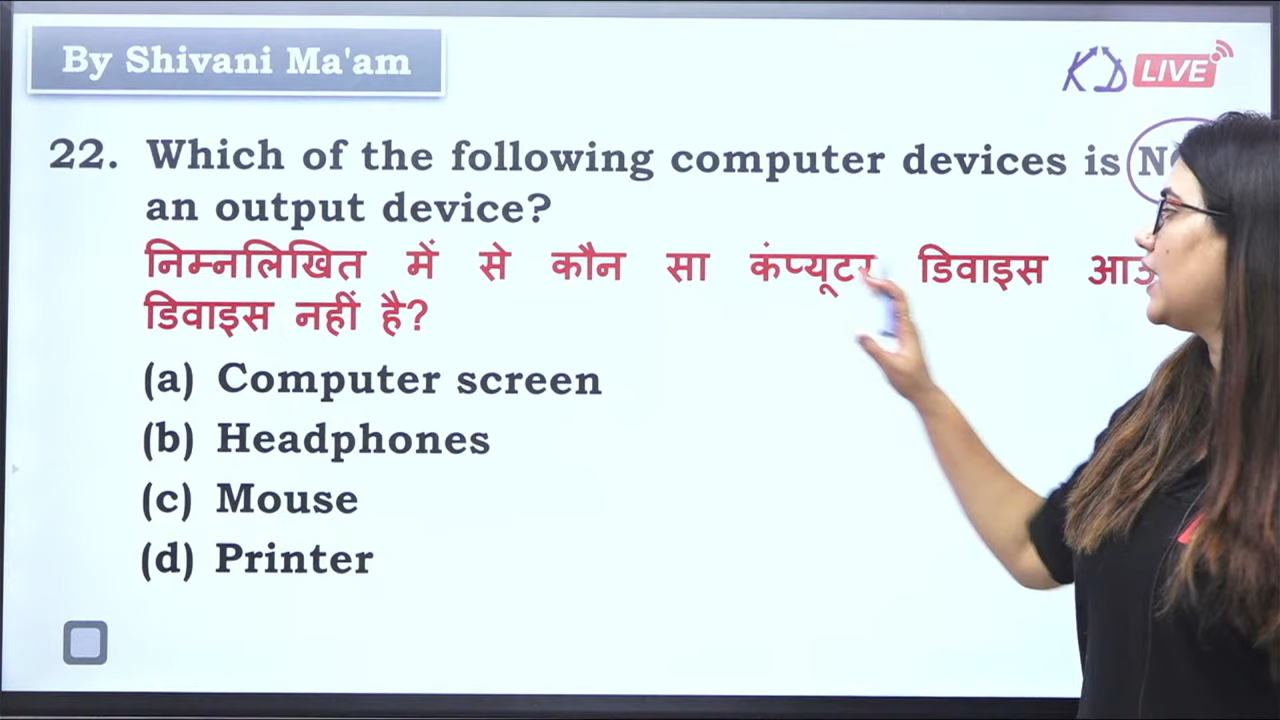 By Shivani Ma'am
KD LIVE
22. Which of the following computer devices is
an output device?
निम्नलिखित में से कौन सा कंप्यूटर डिवाइस
डिवाइस नहीं है?
(a) Computer screen
(b) Headphones
(c) Mouse
(d) Printer